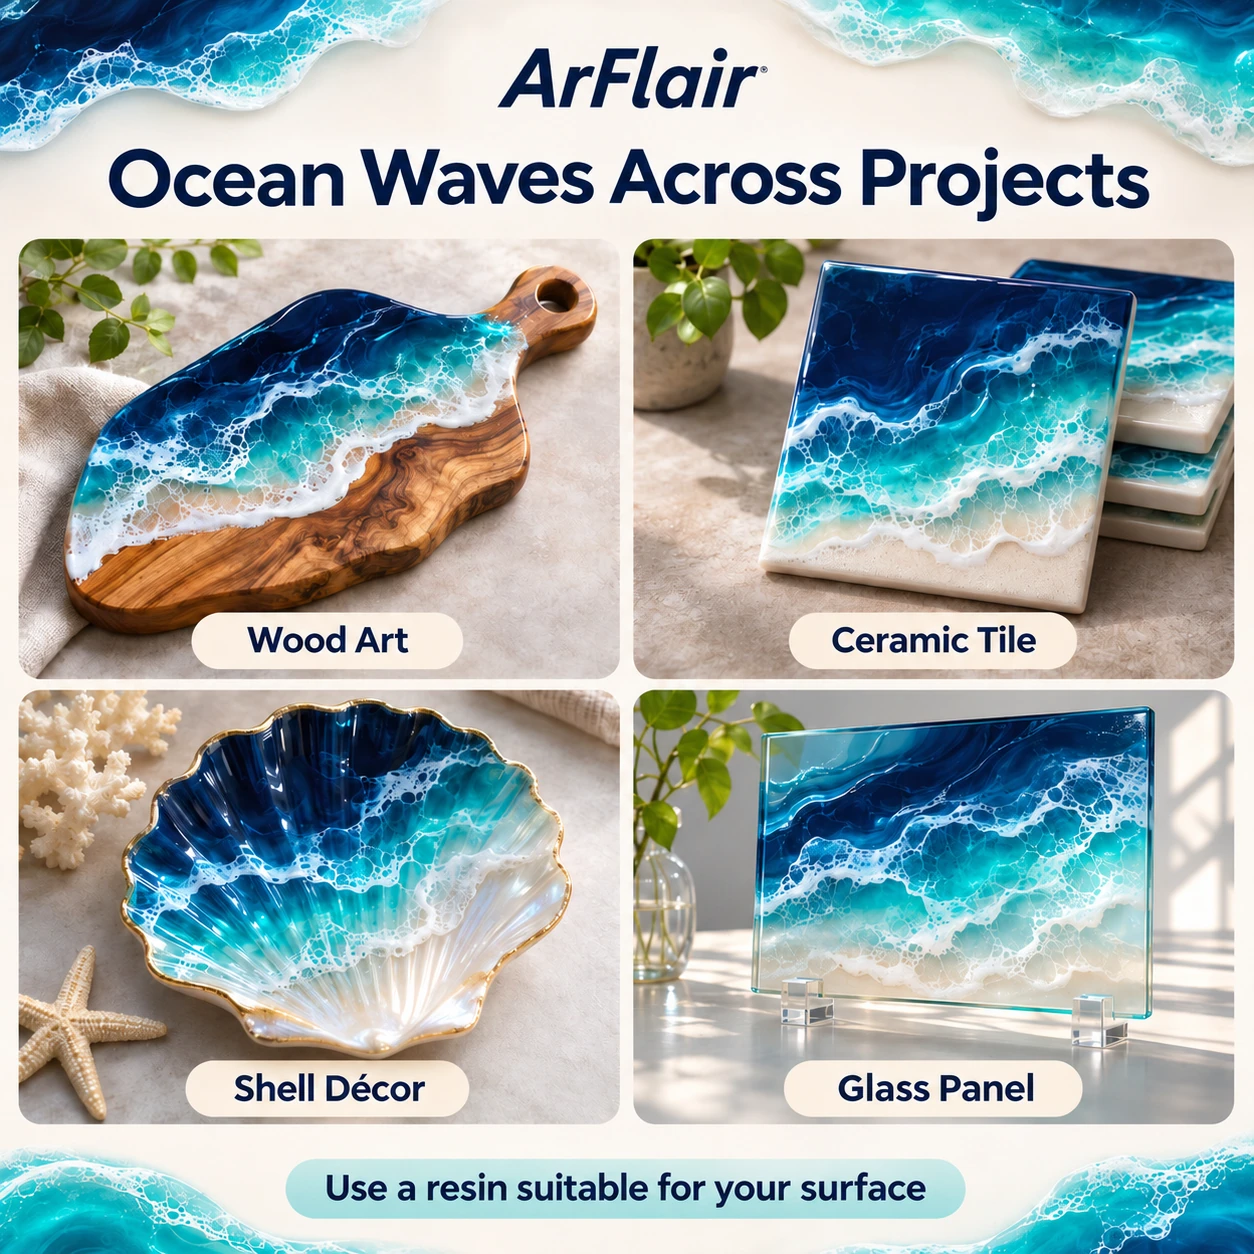 ArFlair®
Ocean Waves Across Projects
Wood Art
Ceramic Tile
Shell Décor
Glass Panel
Use a resin suitable for your surface